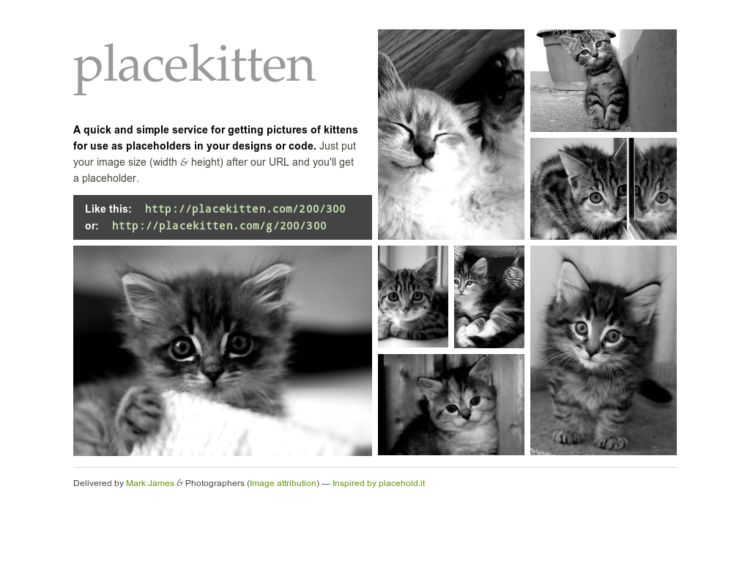 placekitten
A quick and simple service for getting pictures of kittens
for use as placeholders in your designs or code. Just put
your image size (width & height) after our URL and you'll get
a placeholder.
Like this: http://placekitten.com/200/300
or: http://placekitten.com/g/200/300
Delivered by Mark James & Photographers (Image attribution) — Inspired by placehold.it